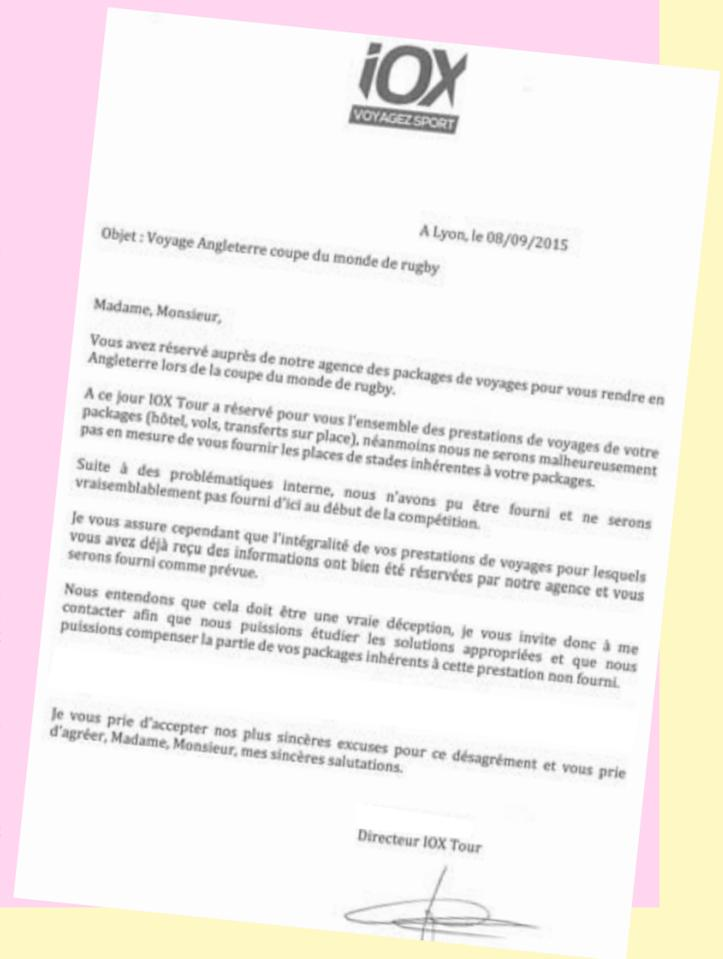 iOX
VOYAGEZ SPORT
A Lyon, le 08/09/2015
Objet : Voyage Angleterre coupe du monde de rugby
Madame, Monsieur,
Vous avez réservé auprès de notre agence des packages de voyages pour vous rendre en
Angleterre lors de la coupe du monde de rugby.
A ce jour IOX Tour a réservé pour vous l'ensemble des prestations de voyages de votre
packages (hôtel, vols, transferts sur place), néanmoins nous ne serons malheureusement
pas en mesure de vous fournir les places de stades inhérentes à votre packages.
Suite à des problématiques interne, nous n'avons pu être fourni et ne serons
vraisemblablement pas fourni d'ici au début de la compétition.
Je vous assure cependant que l'intégralité de vos prestations de voyages pour lesquels
vous avez déjà reçu des informations ont bien été réservées par notre agence et vous
serons fourni comme prévue.
Nous entendons que cela doit être une vraie déception, je vous invite donc à me
contacter afin que nous puissions étudier les solutions appropriées et que nous
puissions compenser la partie de vos packages inhérents à cette prestation non fourni.
Je vous prie d'accepter nos plus sincères excuses pour ce désagrément et vous prie
d'agréer, Madame, Monsieur, mes sincères salutations.
Directeur IOX Tour